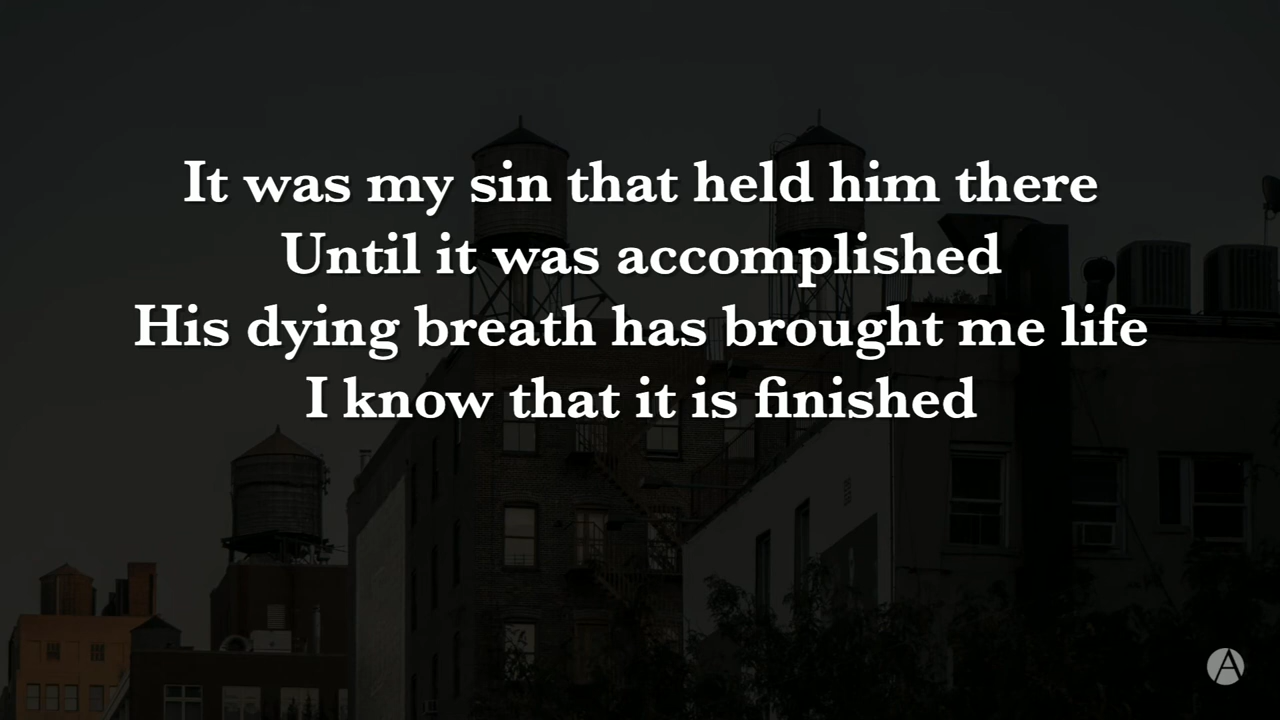 It was my sin that held him there
Until it was accomplished
His dying breath has brought me life
I know that it is finished
A